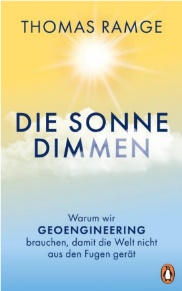 THOMAS RAMGE
DIE SONNE
DIMMEN
Warum wir
GEOENGINEERING
brauchen, damit die Welt nicht
aus den Fugen gerät